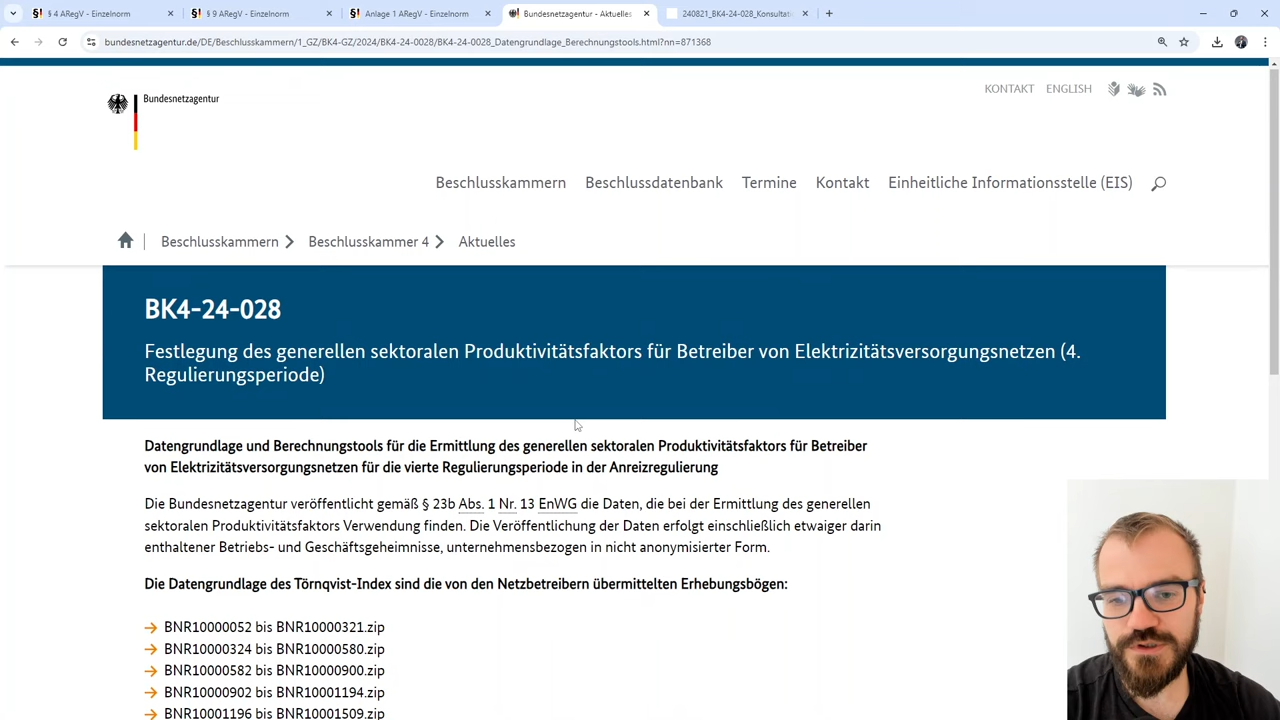 § 4 ARegV - Einzelnorm
§ 9 ARegV - Einzelnorm
Anlage 1 ARegV - Einzelnorm
Bundesnetzagentur - Aktuelles
240821_BK4-24-028_Konsultati
bundesnetzagentur.de/DE/Beschlusskammern/1_GZ/BK4-GZ/2024/BK4-24-0028/BK4-24-0028_Datengrundlage_Berechnungstools.html?nn=871368
KONTAKT ENGLISH
Bundesnetzagentur
Beschlusskammern Beschlussdatenbank Termine Kontakt Einheitliche Informationsstelle (EIS)
Beschlusskammern Beschlusskammer 4 Aktuelles
BK4-24-028
Festlegung des generellen sektoralen Produktivitätsfaktors für Betreiber von Elektrizitätsversorgungsnetzen (4.
Regulierungsperiode)
Datengrundlage und Berechnungstools für die Ermittlung des generellen sektoralen Produktivitätsfaktors für Betreiber
von Elektrizitätsversorgungsnetzen für die vierte Regulierungsperiode in der Anreizregulierung
Die Bundesnetzagentur veröffentlicht gemäß § 23b Abs. 1 Nr. 13 EnWG die Daten, die bei der Ermittlung des generellen
sektoralen Produktivitätsfaktors Verwendung finden. Die Veröffentlichung der Daten erfolgt einschließlich etwaiger darin
enthaltener Betriebs- und Geschäftsgeheimnisse, unternehmensbezogen in nicht anonymisierter Form.
Die Datengrundlage des Törnqvist-Index sind die von den Netzbetreibern übermittelten Erhebungsbögen:
BNR10000052 bis BNR10000321.zip
BNR10000324 bis BNR10000580.zip
BNR10000582 bis BNR10000900.zip
BNR10000902 bis BNR10001194.zip
BNR10001196 bis BNR10001509.zip